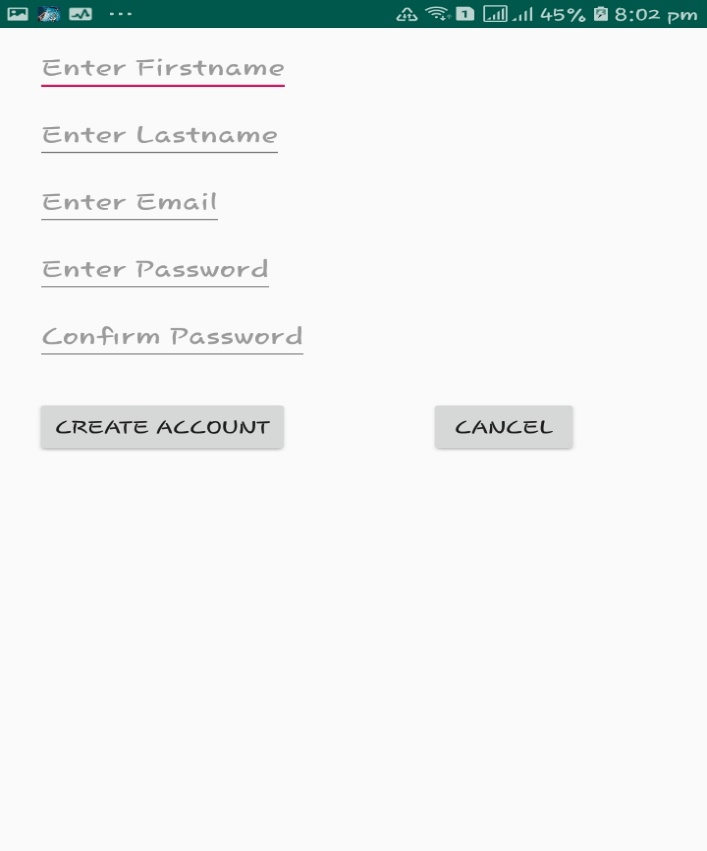 45% 8:02 pm
Enter Firstname
Enter Lastname
Enter Email
Enter Password
Confirm Password
CREATE ACCOUNT CANCEL